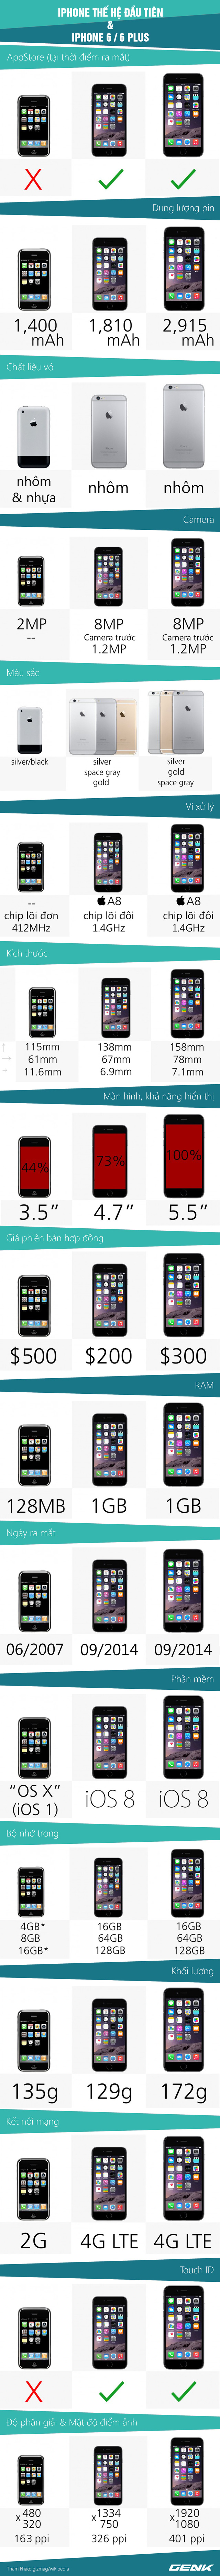 IPHONE THẾ HỆ ĐẦU TIÊN
&
IPHONE 6 / 6 PLUS
AppStore (tại thời điểm ra mắt)
Dung lượng pin
1,400 mAh
1,810 mAh
2,915 mAh
Chất liệu vỏ
nhôm & nhựa
nhôm
nhôm
Camera
2MP
--
8MP
Camera trước
1.2MP
8MP
Camera trước
1.2MP
Màu sắc
silver/black
silver
space gray
gold
silver
gold
space gray
Vi xử lý
--
chip lõi đơn
412MHz
A8
chip lõi đôi
1.4GHz
A8
chip lõi đôi
1.4GHz
Kích thước
115mm
61mm
11.6mm
138mm
67mm
6.9mm
158mm
78mm
7.1mm
Màn hình, khả năng hiển thị
44%
73%
100%
3.5”
4.7”
5.5”
Giá phiên bản hợp đồng
$500
$200
$300
RAM
128MB
1GB
1GB
Ngày ra mắt
06/2007
09/2014
09/2014
Phần mềm
“OS X”
(iOS 1)
iOS 8
iOS 8
Bộ nhớ trong
4GB*
8GB
16GB*
16GB
64GB
128GB
16GB
64GB
128GB
Khối lượng
135g
129g
172g
Kết nối mạng
2G
4G LTE
4G LTE
Touch ID
Độ phân giải & Mật độ điểm ảnh
x 480
320
163 ppi
x 1334
750
326 ppi
x 1920
1080
401 ppi
Tham thảo: gizmag/wikipedia
GENK